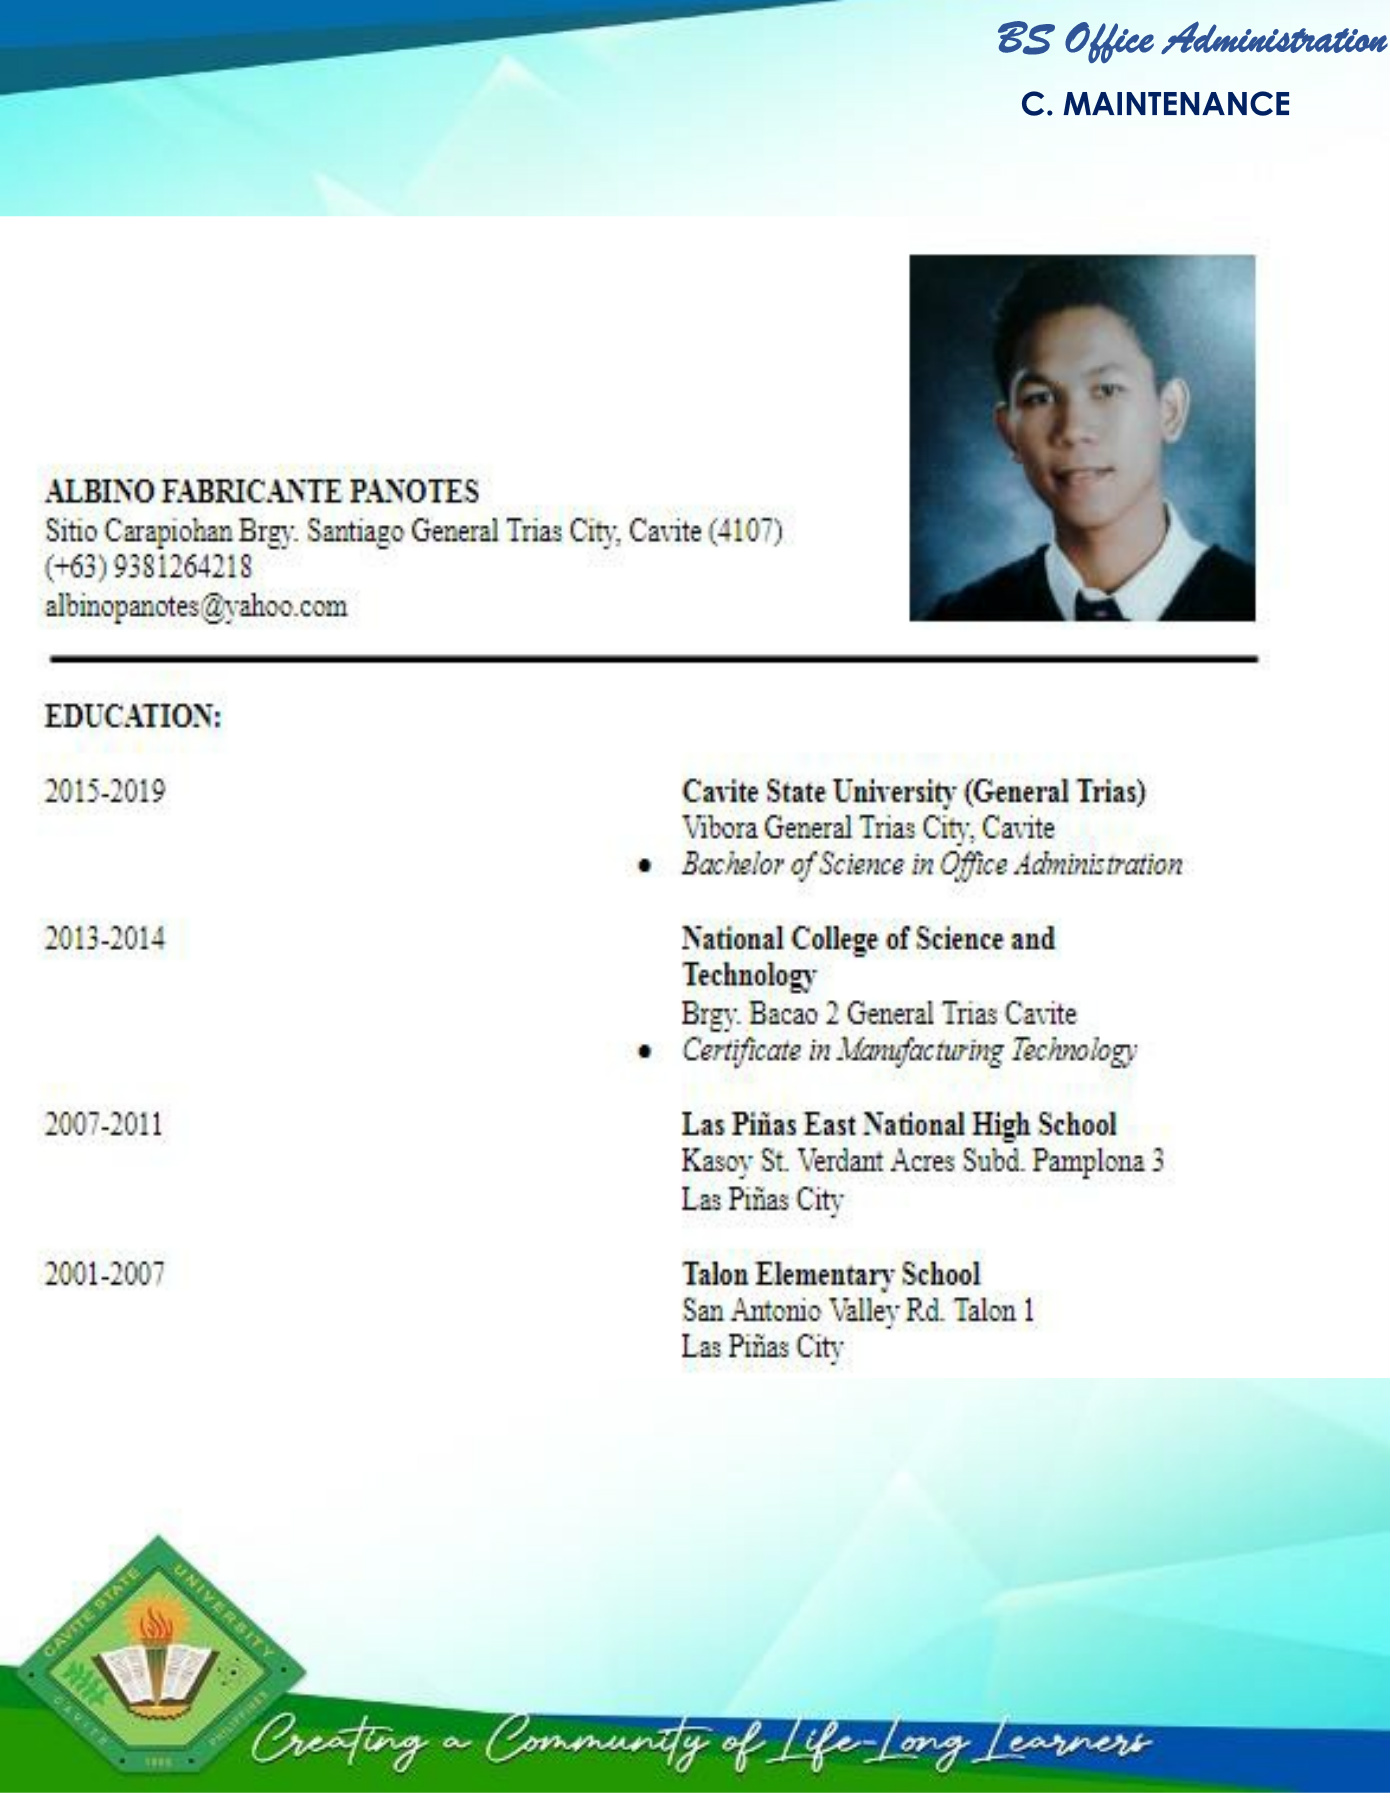 BS Office Administration
C. MAINTENANCE
ALBINO FABRICANTE PANOTES
Sitio Carapiohan Brgy. Santiago General Trias City, Cavite (4107)
(+63) 9381264218
albinopanotes@yahoo.com
EDUCATION:
2015-2019
Cavite State University (General Trias)
Vibora General Trias City, Cavite
● Bachelor of Science in Office Administration
2013-2014
National College of Science and
Technology
Brgy. Bacao 2 General Trias Cavite
● Certificate in Manufacturing Technology
2007-2011
Las Piñas East National High School
Kasoy St. Verdant Acres Subd. Pamplona 3
Las Piñas City
2001-2007
Talon Elementary School
San Antonio Valley Rd. Talon 1
Las Piñas City
CAVITE STATE UNIVERSITY
CAVITE
PHILIPPINES
Creating a Community of Life-Long Learners